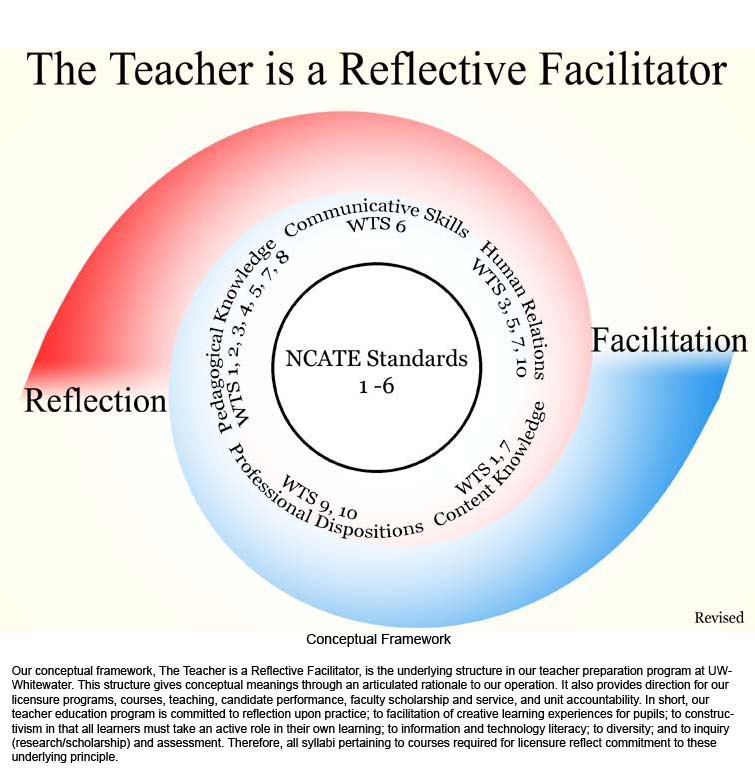 The Teacher is a Reflective Facilitator
Communicative Skills
WTS 6
Human Relations
WTS 3, 5, 7, 10
Pedagogical Knowledge
WTS 1, 2, 3, 4, 5, 7, 8
NCATE Standards
1 -6
Facilitation
Reflection
WTS 1, 7
Content Knowledge
WTS 9, 10
Professional Dispositions
Revised
Conceptual Framework
Our conceptual framework, The Teacher is a Reflective Facilitator, is the underlying structure in our teacher preparation program at UW-
Whitewater. This structure gives conceptual meanings through an articulated rationale to our operation. It also provides direction for our
licensure programs, courses, teaching, candidate performance, faculty scholarship and service, and unit accountability. In short, our
teacher education program is committed to reflection upon practice; to facilitation of creative learning experiences for pupils; to construc-
tivism in that all learners must take an active role in their own learning; to information and technology literacy; to diversity; and to inquiry
(research/scholarship) and assessment. Therefore, all syllabi pertaining to courses required for licensure reflect commitment to these
underlying principle.